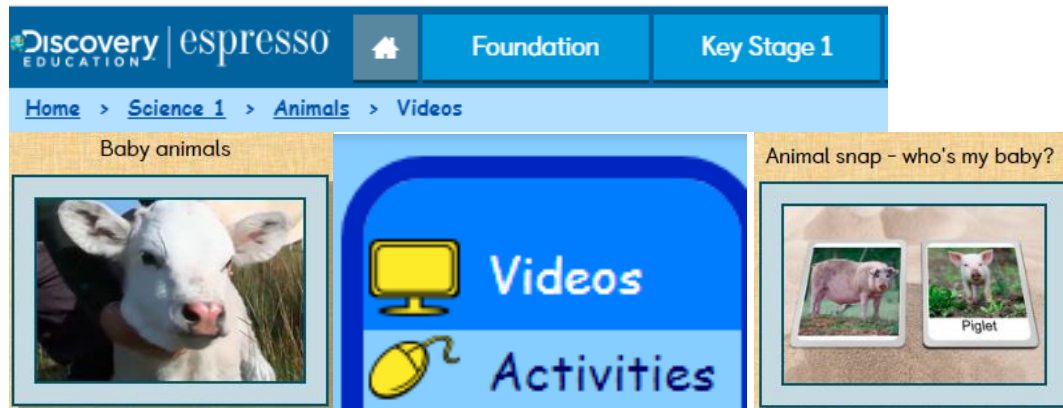 Discovery EDUCATION espresso
Foundation
Key Stage 1
Home > Science 1 > Animals > Videos
Baby animals
Videos
Activities
Animal snap - who's my baby?
Piglet